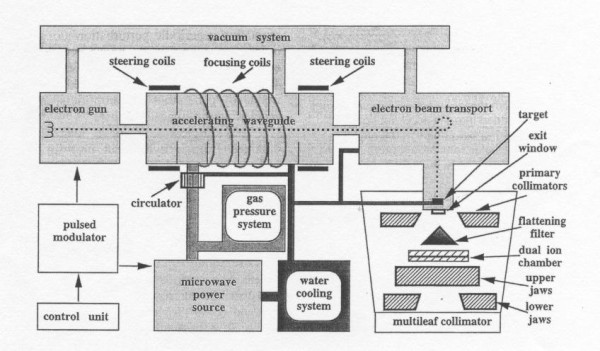 vacuum system
steering coils
focusing coils
steering coils
electron gun
accelerating waveguide
electron beam transport
target
exit
window
primary
collimators
circulator
gas
pressure
system
flattening
filter
pulsed
modulator
dual ion
chamber
microwave
power
source
water
cooling
system
upper
jaws
control unit
multileaf collimator
lower
jaws